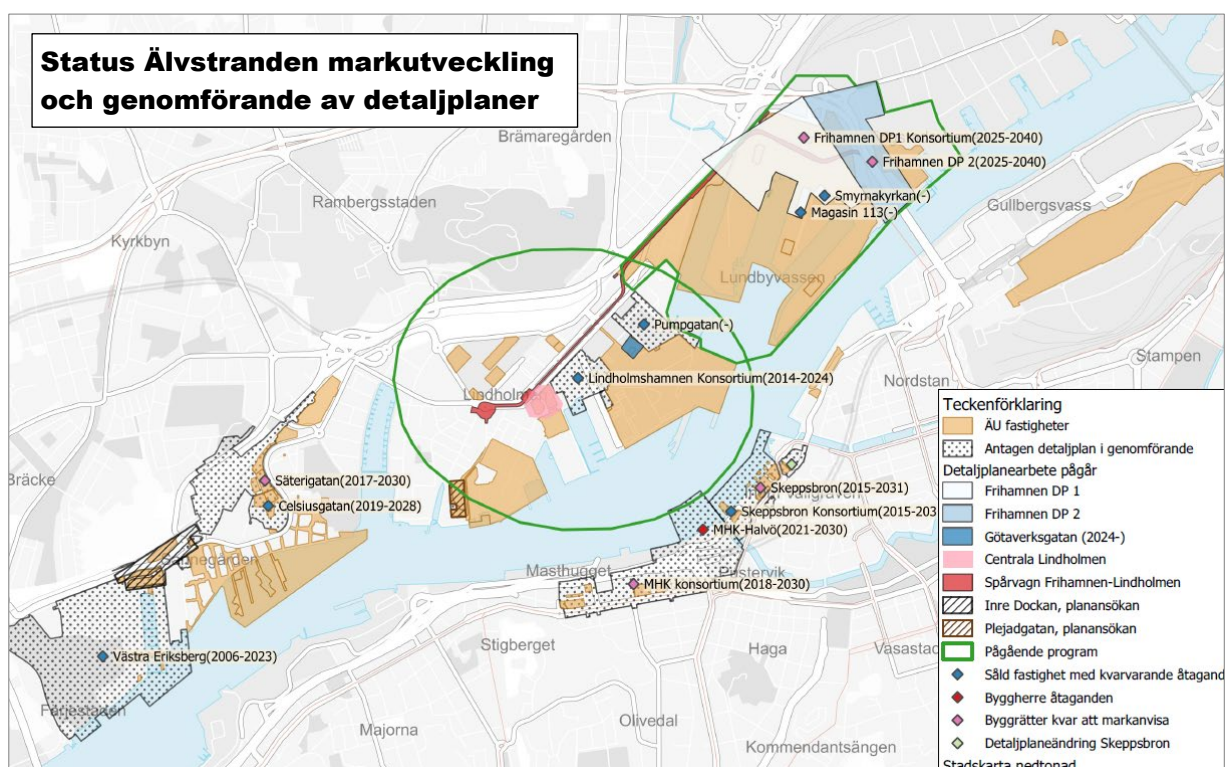 Status Älvstranden markutveckling
och genomförande av detaljplaner
Brämaregården
Frihamnen DP1 Konsortium(2025-2040)
Frihamnen DP 2(2025-2040)
Rambergsstaden
Smyrnakyrkan(-)
Magasin 113(-)
Gullbergsvass
Kyrkbyn
Lundbyvassen
Pumpgatan(-)
Stampen
Lindholmshamnen Konsortium(2014-2024)
Nordstan
Lindholmen
Bräcke
Säterigatan(2017-2030)
Celsiusgatan(2019-2028)
Skeppsbron(2015-2031)
Skeppsbron Konsortium(2015-203
MHK-Halvö(2021-2030)
Masthugget
MHK konsortium(2018-2030)
Stigberget
Haga
Vasastad
Västra Eriksberg(2006-2023)
Majorna
Olivedal
Kommendantsängen
Teckenförklaring
ÄU fastigheter
Antagen detaljplan i genomförande
Detaljplanearbete pågår
Frihamnen DP 1
Frihamnen DP 2
Götaverksgatan (2024-)
Centrala Lindholmen
Spårvagn Frihamnen-Lindholmen
Inre Dockan, planansökan
Plejadgatan, planansökan
Pågående program
Såld fastighet med kvarvarande åtagand
Byggherre åtaganden
Byggrätter kvar att markanvisa
Detaljplaneändring Skeppsbron
Stadskarta nedtonad